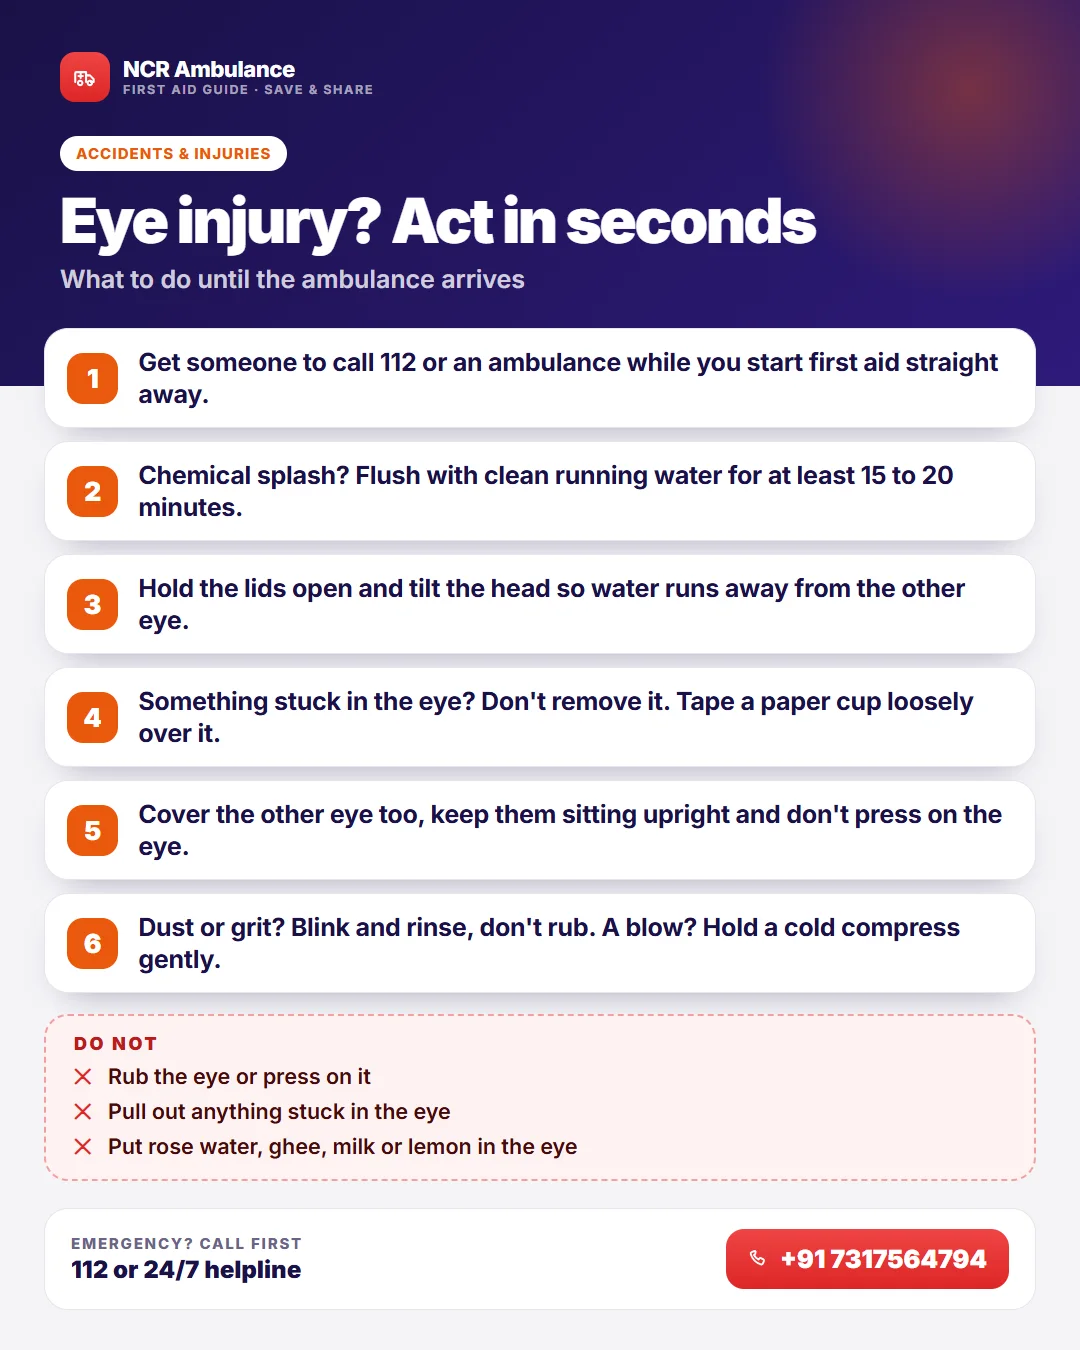 NCR Ambulance
FIRST AID GUIDE · SAVE & SHARE
ACCIDENTS & INJURIES
Eye injury? Act in seconds
What to do until the ambulance arrives
1
Get someone to call 112 or an ambulance while you start first aid straight
away.
2
Chemical splash? Flush with clean running water for at least 15 to 20
minutes.
3
Hold the lids open and tilt the head so water runs away from the other
eye.
4
Something stuck in the eye? Don't remove it. Tape a paper cup loosely
over it.
5
Cover the other eye too, keep them sitting upright and don't press on the
eye.
6
Dust or grit? Blink and rinse, don't rub. A blow? Hold a cold compress
gently.
DO NOT
Rub the eye or press on it
Pull out anything stuck in the eye
Put rose water, ghee, milk or lemon in the eye
EMERGENCY? CALL FIRST
112 or 24/7 helpline
+91 7317564794